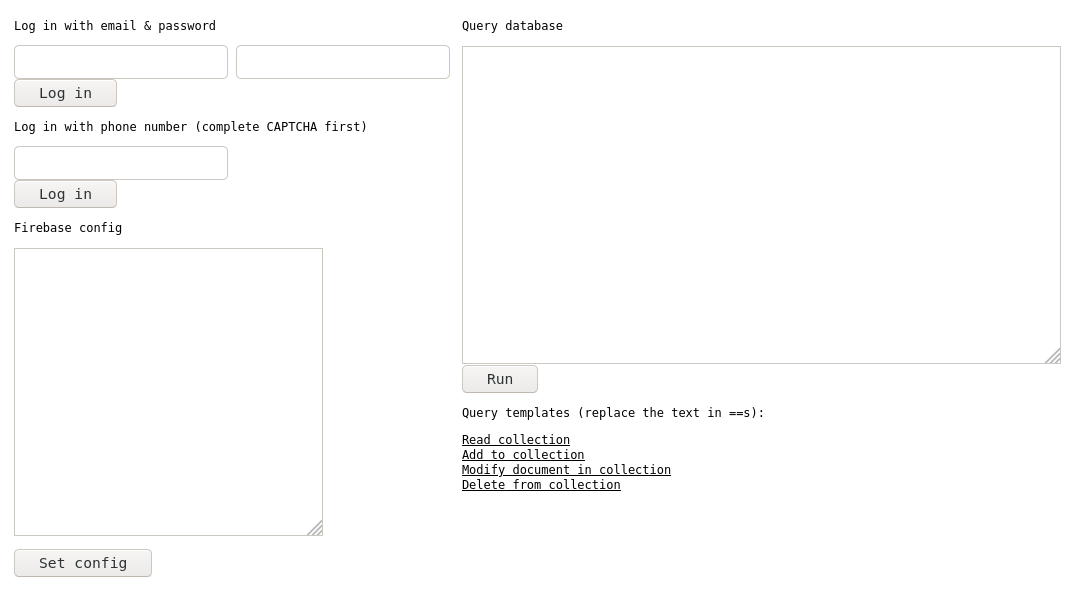 Log in with email & password
Log in
Log in with phone number (complete CAPTCHA first)
Log in
Firebase config
Set config
Query database
Run
Query templates (replace the text in ==s):
Read collection
Add to collection
Modify document in collection
Delete from collection